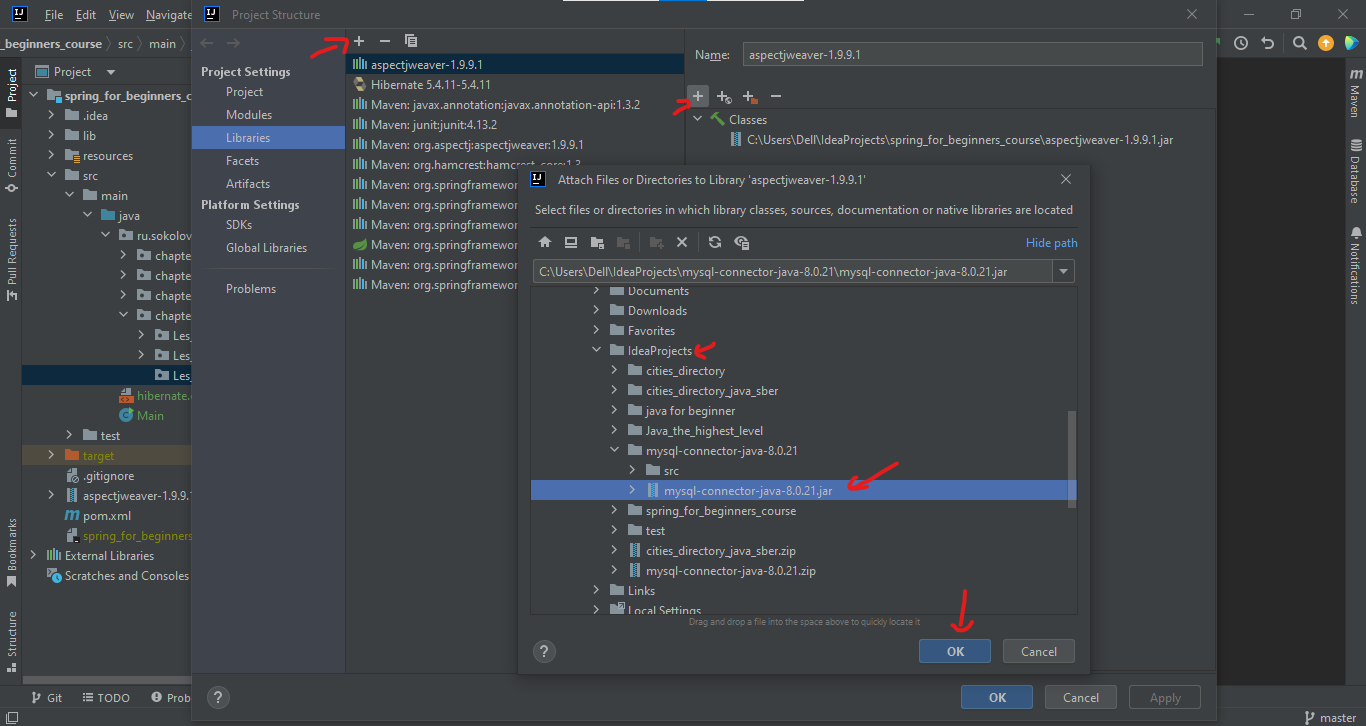 File Edit View Navigate
Project Structure
_beginners_course src main
Project
spring_for_beginners_c
.idea
lib
resources
src
main
java
ru.sokolov
chapte
chapte
chapte
chapte
Les_
Les_
Les_
hibernate.
Main
test
target
.gitignore
aspectjweaver-1.9.9.1
pom.xml
spring_for_beginners
External Libraries
Scratches and Consoles
Project
Commit
Pull Requests
Bookmarks
Structure
Project Settings
Project
Modules
Libraries
Facets
Artifacts
Platform Settings
SDKs
Global Libraries
Problems
aspectjweaver-1.9.9.1
Hibernate 5.4.11-5.4.11
Maven: javax.annotation:javax.annotation-api:1.3.2
Maven: junit:junit:4.13.2
Maven: org.aspectj:aspectjweaver:1.9.9.1
Maven: org.hamcrest:hamcrest-core:1.3
Maven: org.springframewor
Maven: org.springframewor
Maven: org.springframewor
Maven: org.springframewor
Maven: org.springframewor
Maven: org.springframewor
Name: aspectjweaver-1.9.9.1
Classes
C:\Users\Dell\IdeaProjects\spring_for_beginners_course\aspectjweaver-1.9.9.1.jar
Attach Files or Directories to Library 'aspectjweaver-1.9.9.1'
Select files or directories in which library classes, sources, documentation or native libraries are located
Hide path
C:\Users\Dell\IdeaProjects\mysql-connector-java-8.0.21\mysql-connector-java-8.0.21.jar
Documents
Downloads
Favorites
IdeaProjects
cities_directory
cities_directory_java_sber
java for beginner
Java_the_highest_level
mysql-connector-java-8.0.21
src
mysql-connector-java-8.0.21.jar
spring_for_beginners_course
test
cities_directory_java_sber.zip
mysql-connector-java-8.0.21.zip
Links
Local Settings
Drag and drop a file into the space above to quickly locate it
? OK Cancel
? OK Cancel Apply
Maven
Database
Notifications
Git TODO Prob
master